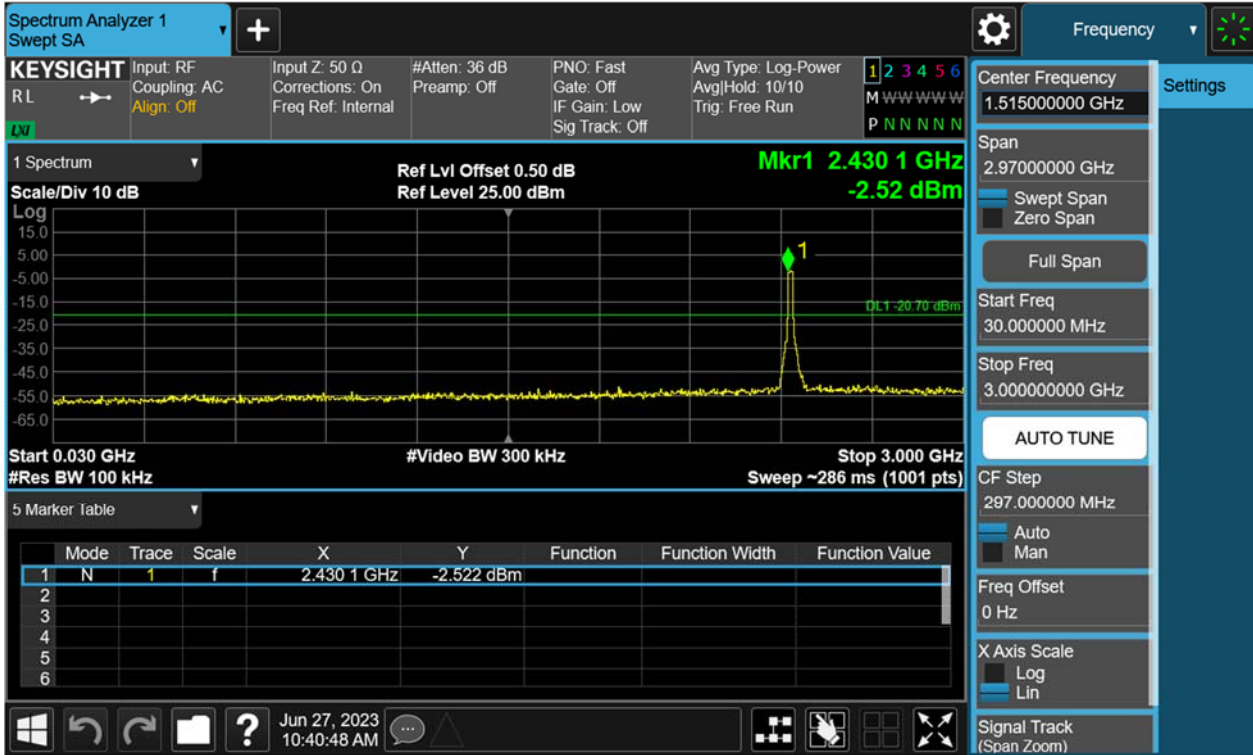 Spectrum Analyzer 1
Swept SA
Frequency
KEYSIGHT
R L
LXI
Input: RF
Coupling: AC
Align: Off
Input Z: 50 Ω
Corrections: On
Freq Ref: Internal
#Atten: 36 dB
Preamp: Off
PNO: Fast
Gate: Off
IF Gain: Low
Sig Track: Off
Avg Type: Log-Power
Avg|Hold: 10/10
Trig: Free Run
1 2 3 4 5 6
M W W W W W
P N N N N N
1 Spectrum
Scale/Div 10 dB
Ref Lvl Offset 0.50 dB
Ref Level 25.00 dBm
Mkr1 2.430 1 GHz
-2.52 dBm
Log
15.0
5.00
-5.00
-15.0
-25.0
-35.0
-45.0
-55.0
-65.0
1
DL1 -20.70 dBm
Start 0.030 GHz
#Video BW 300 kHz
Stop 3.000 GHz
#Res BW 100 kHz
Sweep ~286 ms (1001 pts)
5 Marker Table
Mode Trace Scale X Y Function Function Width Function Value
1 N 1 f 2.430 1 GHz -2.522 dBm
2
3
4
5
6
?
Jun 27, 2023
10:40:48 AM
Center Frequency
1.515000000 GHz
Settings
Span
2.97000000 GHz
Swept Span
Zero Span
Full Span
Start Freq
30.000000 MHz
Stop Freq
3.000000000 GHz
AUTO TUNE
CF Step
297.000000 MHz
Auto
Man
Freq Offset
0 Hz
X Axis Scale
Log
Lin
Signal Track
(Span Zoom)